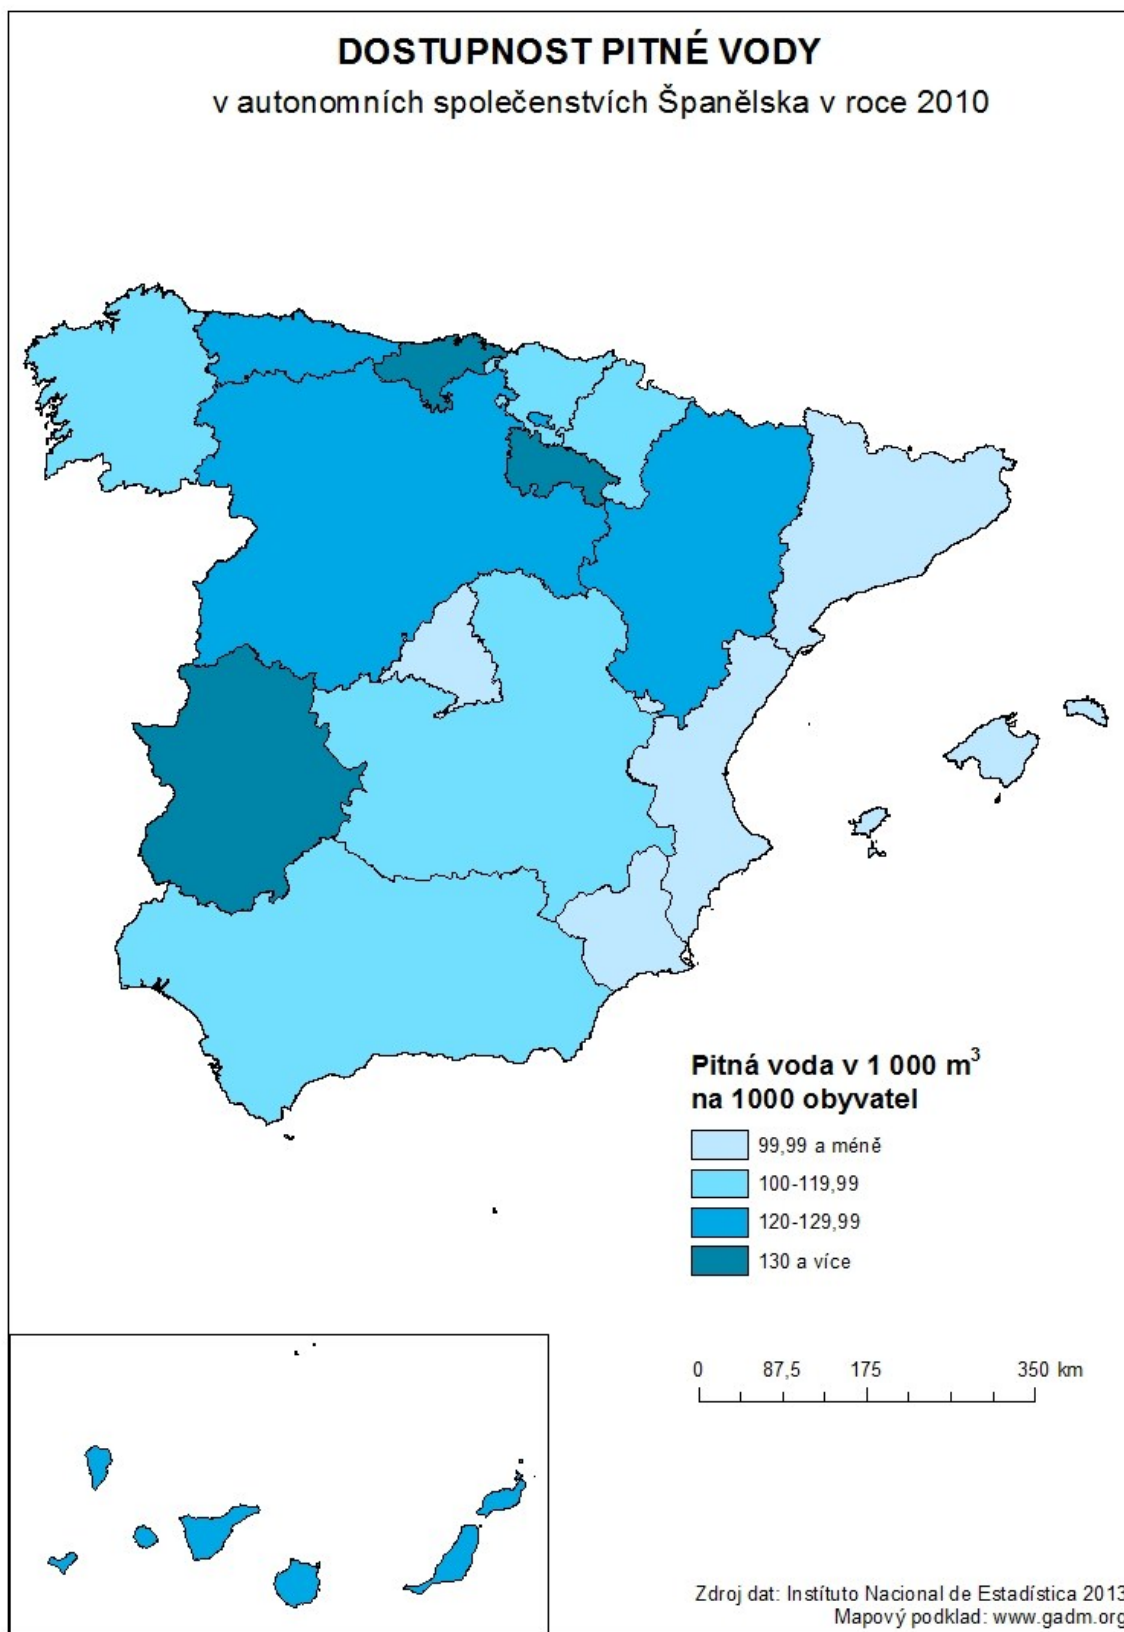 DOSTUPNOST PITNÉ VODY
v autonomních společenstvích Španělska v roce 2010
Pitná voda v 1 000 m³
na 1000 obyvatel
99,99 a méně
100-119,99
120-129,99
130 a více
0 87,5 175 350 km
Zdroj dat: Instítuto Nacional de Estadística 2013
Mapový podklad: www.gadm.org